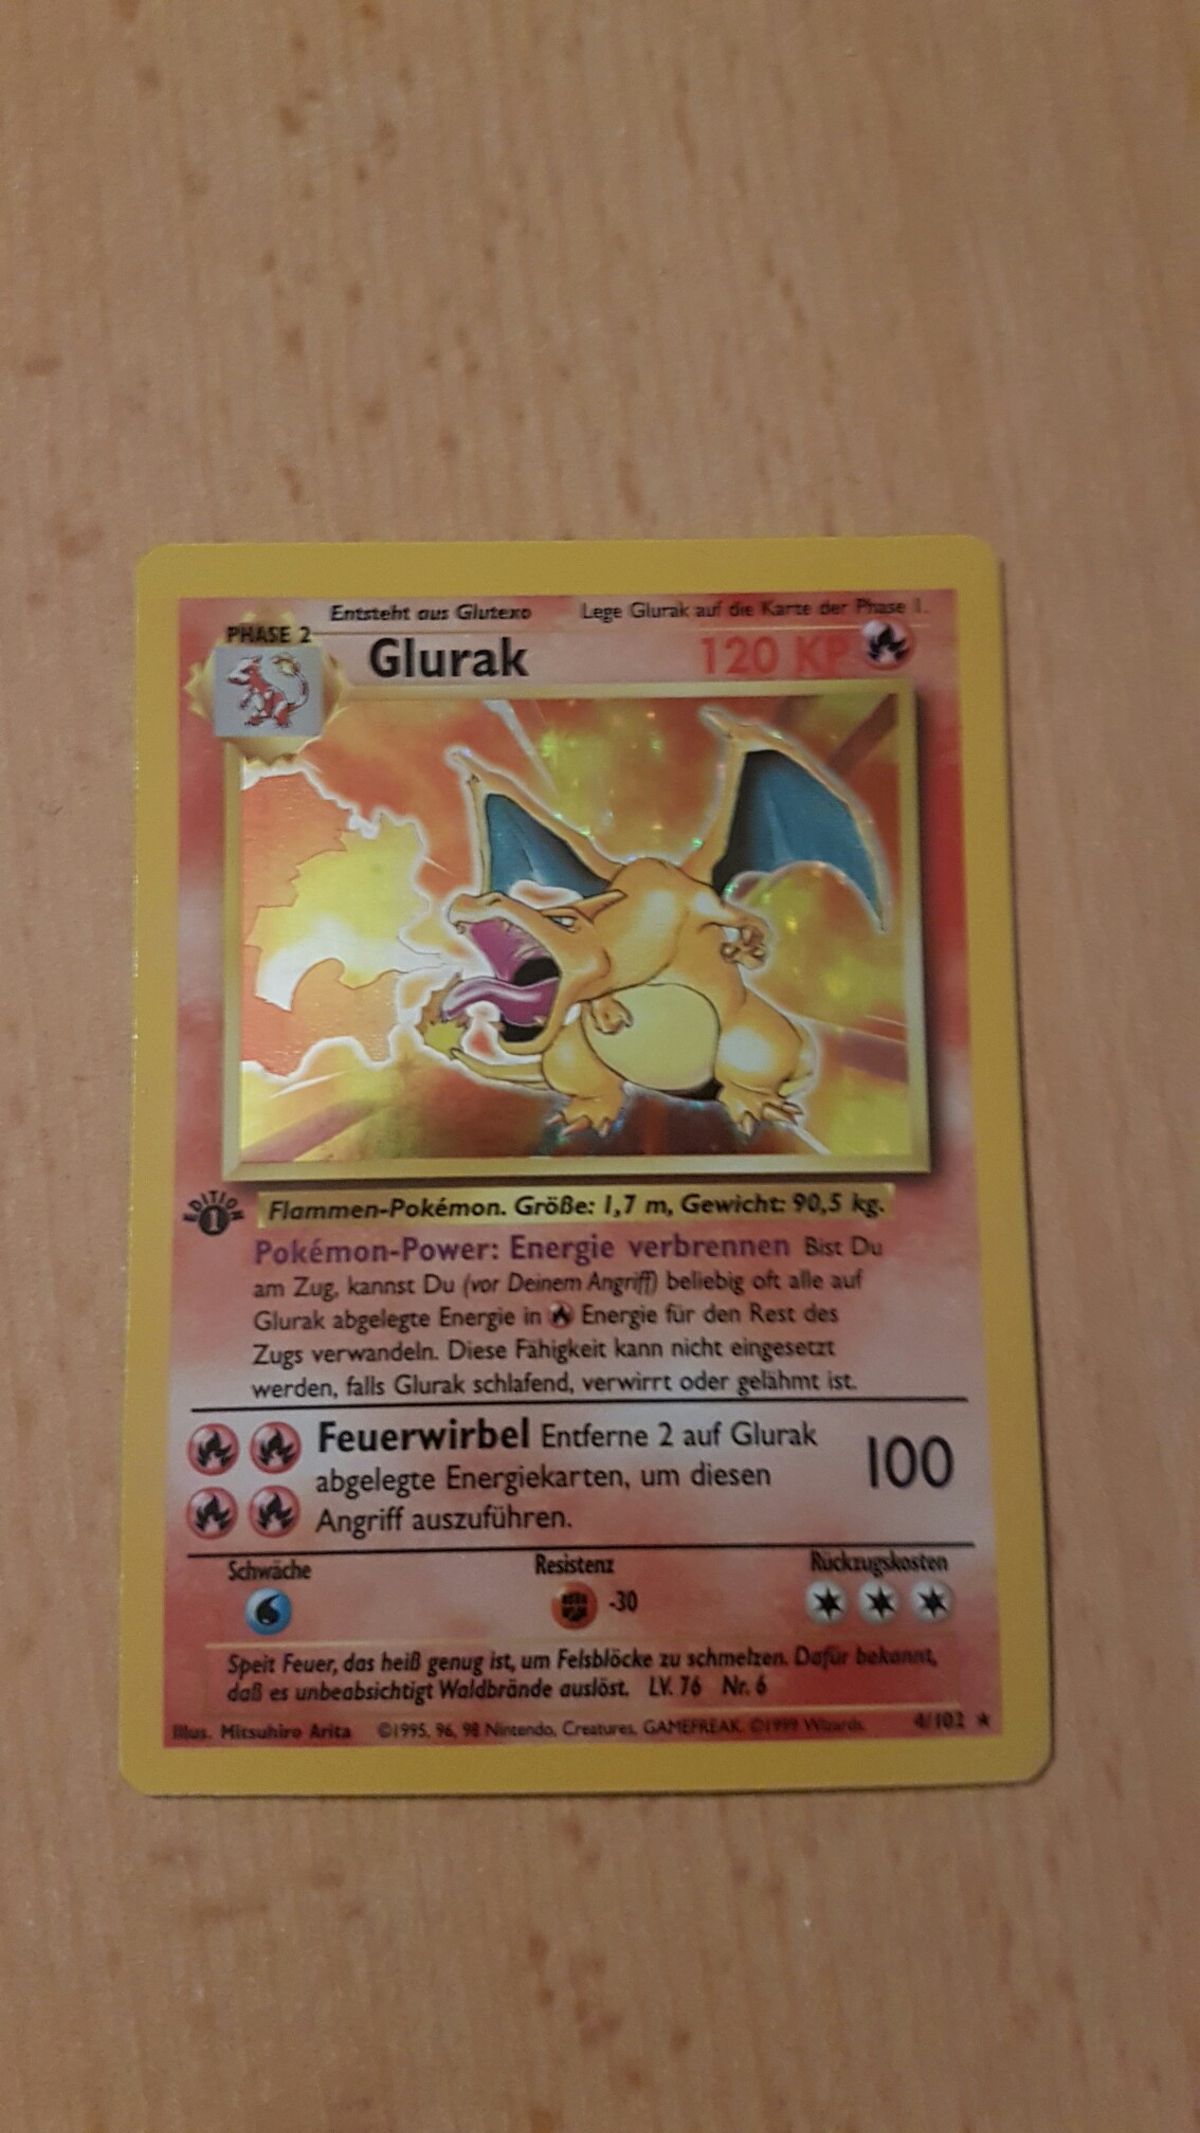 Entsteht aus Glutexo Lege Glurak auf die Karte der Phase 1.
PHASE 2
Glurak 120 KP
EDITION
1
Flammen-Pokémon. Größe: 1,7 m, Gewicht: 90,5 kg.
Pokémon-Power: Energie verbrennen Bist Du
am Zug, kannst Du (vor Deinem Angriff) beliebig oft alle auf
Glurak abgelegte Energie in Energie für den Rest des
Zugs verwandeln. Diese Fähigkeit kann nicht eingesetzt
werden, falls Glurak schlafend, verwirrt oder gelähmt ist.
Feuerwirbel Entferne 2 auf Glurak
abgelegte Energiekarten, um diesen
Angriff auszuführen.
100
Schwäche Resistenz Rückzugskosten
-30
Speit Feuer, das heiß genug ist, um Felsblöcke zu schmelzen. Dafür bekannt,
daß es unbeabsichtigt Waldbrände auslöst. LV. 76 Nr. 6
Illus. Mitsuhiro Arita ©1995, 96, 98 Nintendo, Creatures, GAMEFREAK. ©1999 Wizards. 4/102 ★